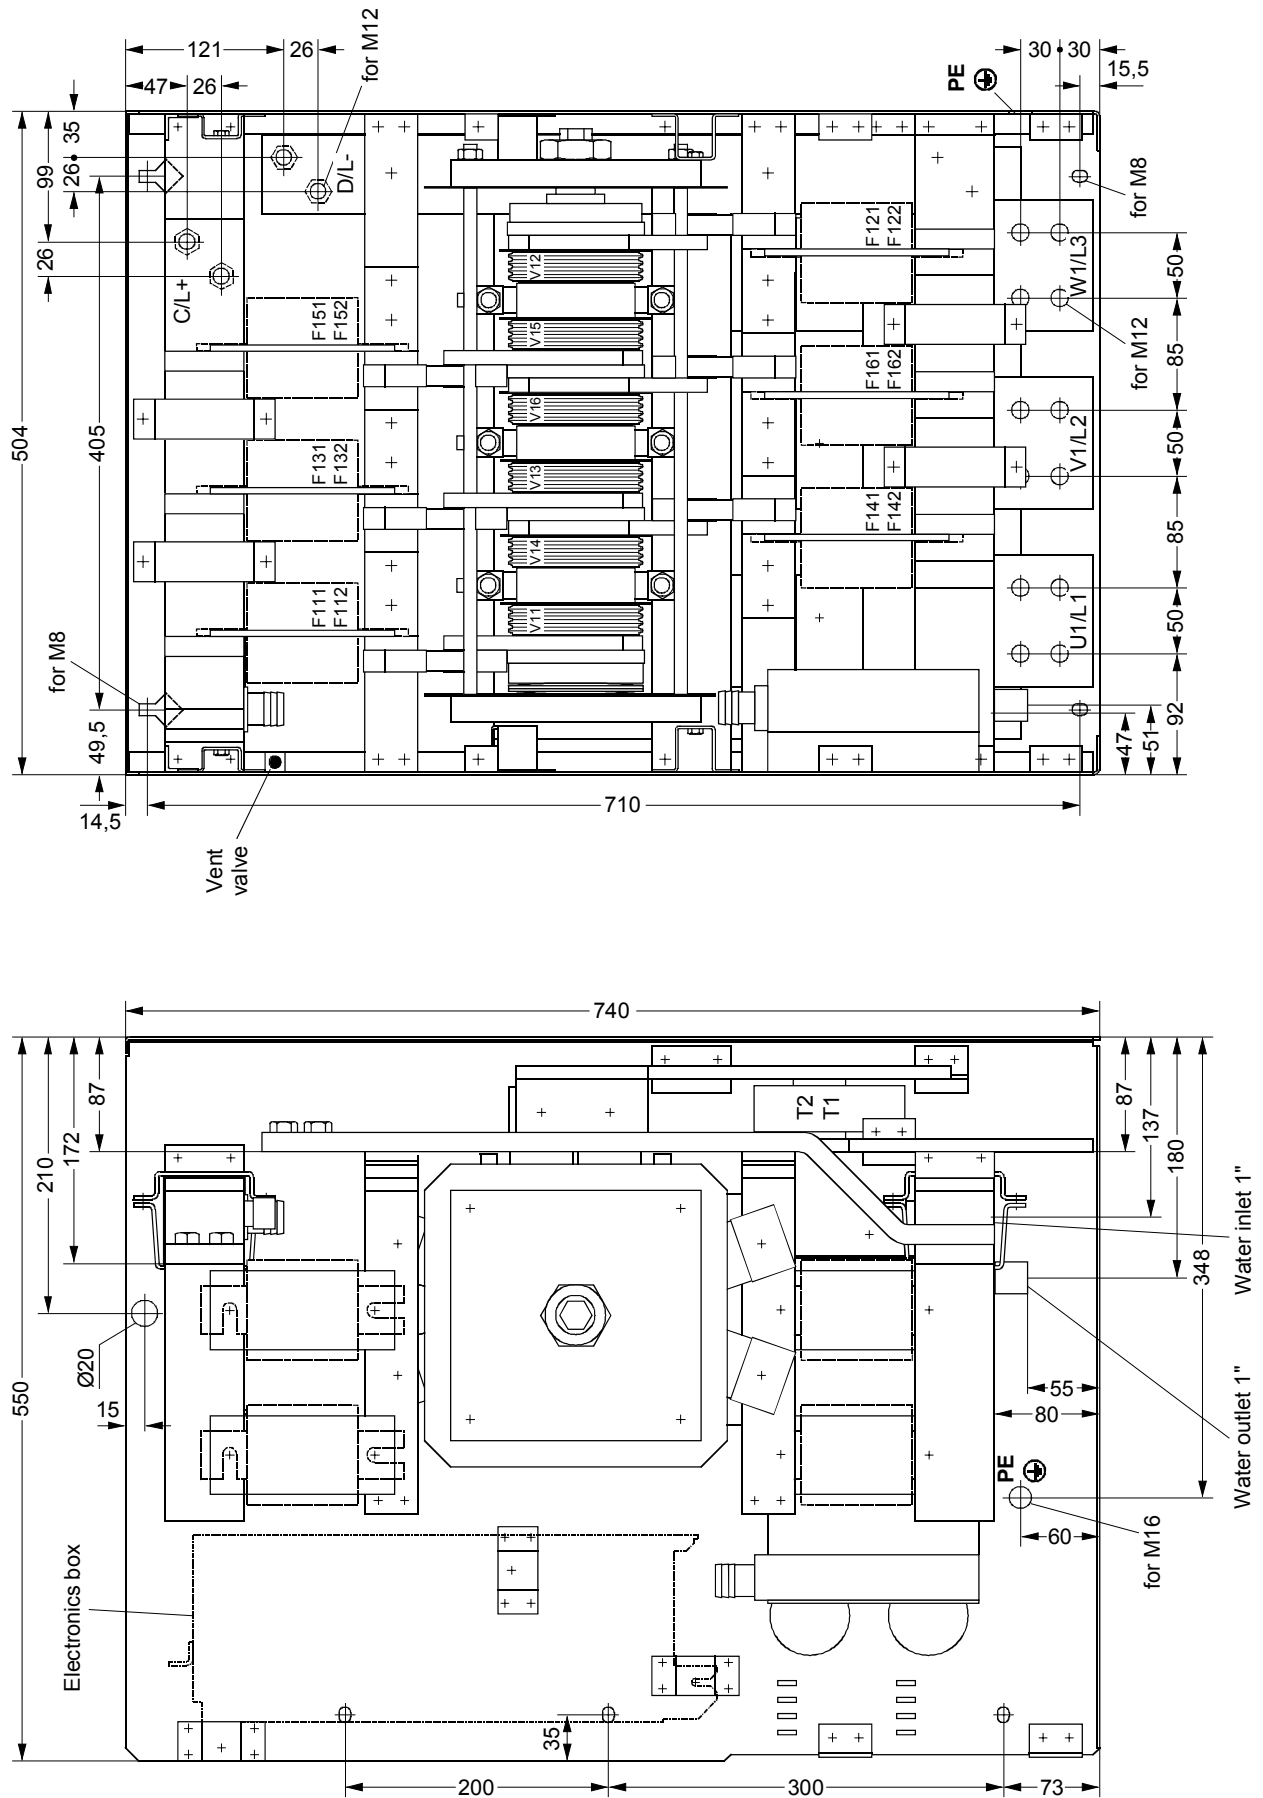 121
26
for M12
47
26
PE
30
30
15,5
35
26
99
26
504
405
C/L+
D/L-
F151
F152
V12
F121
F122
W1/L3
for M8
50
V15
for M12
85
F161
F162
V16
V1/L2
50
F131
F132
V13
F141
F142
V14
85
F111
F112
V11
U1/L1
50
for M8
49,5
47
51
92
14,5
710
Vent
valve
740
87
172
210
550
T2
T1
87
137
180
348
Water inlet 1"
Ø20
15
55
80
Water outlet 1"
PE
60
for M16
Electronics box
35
200
300
73